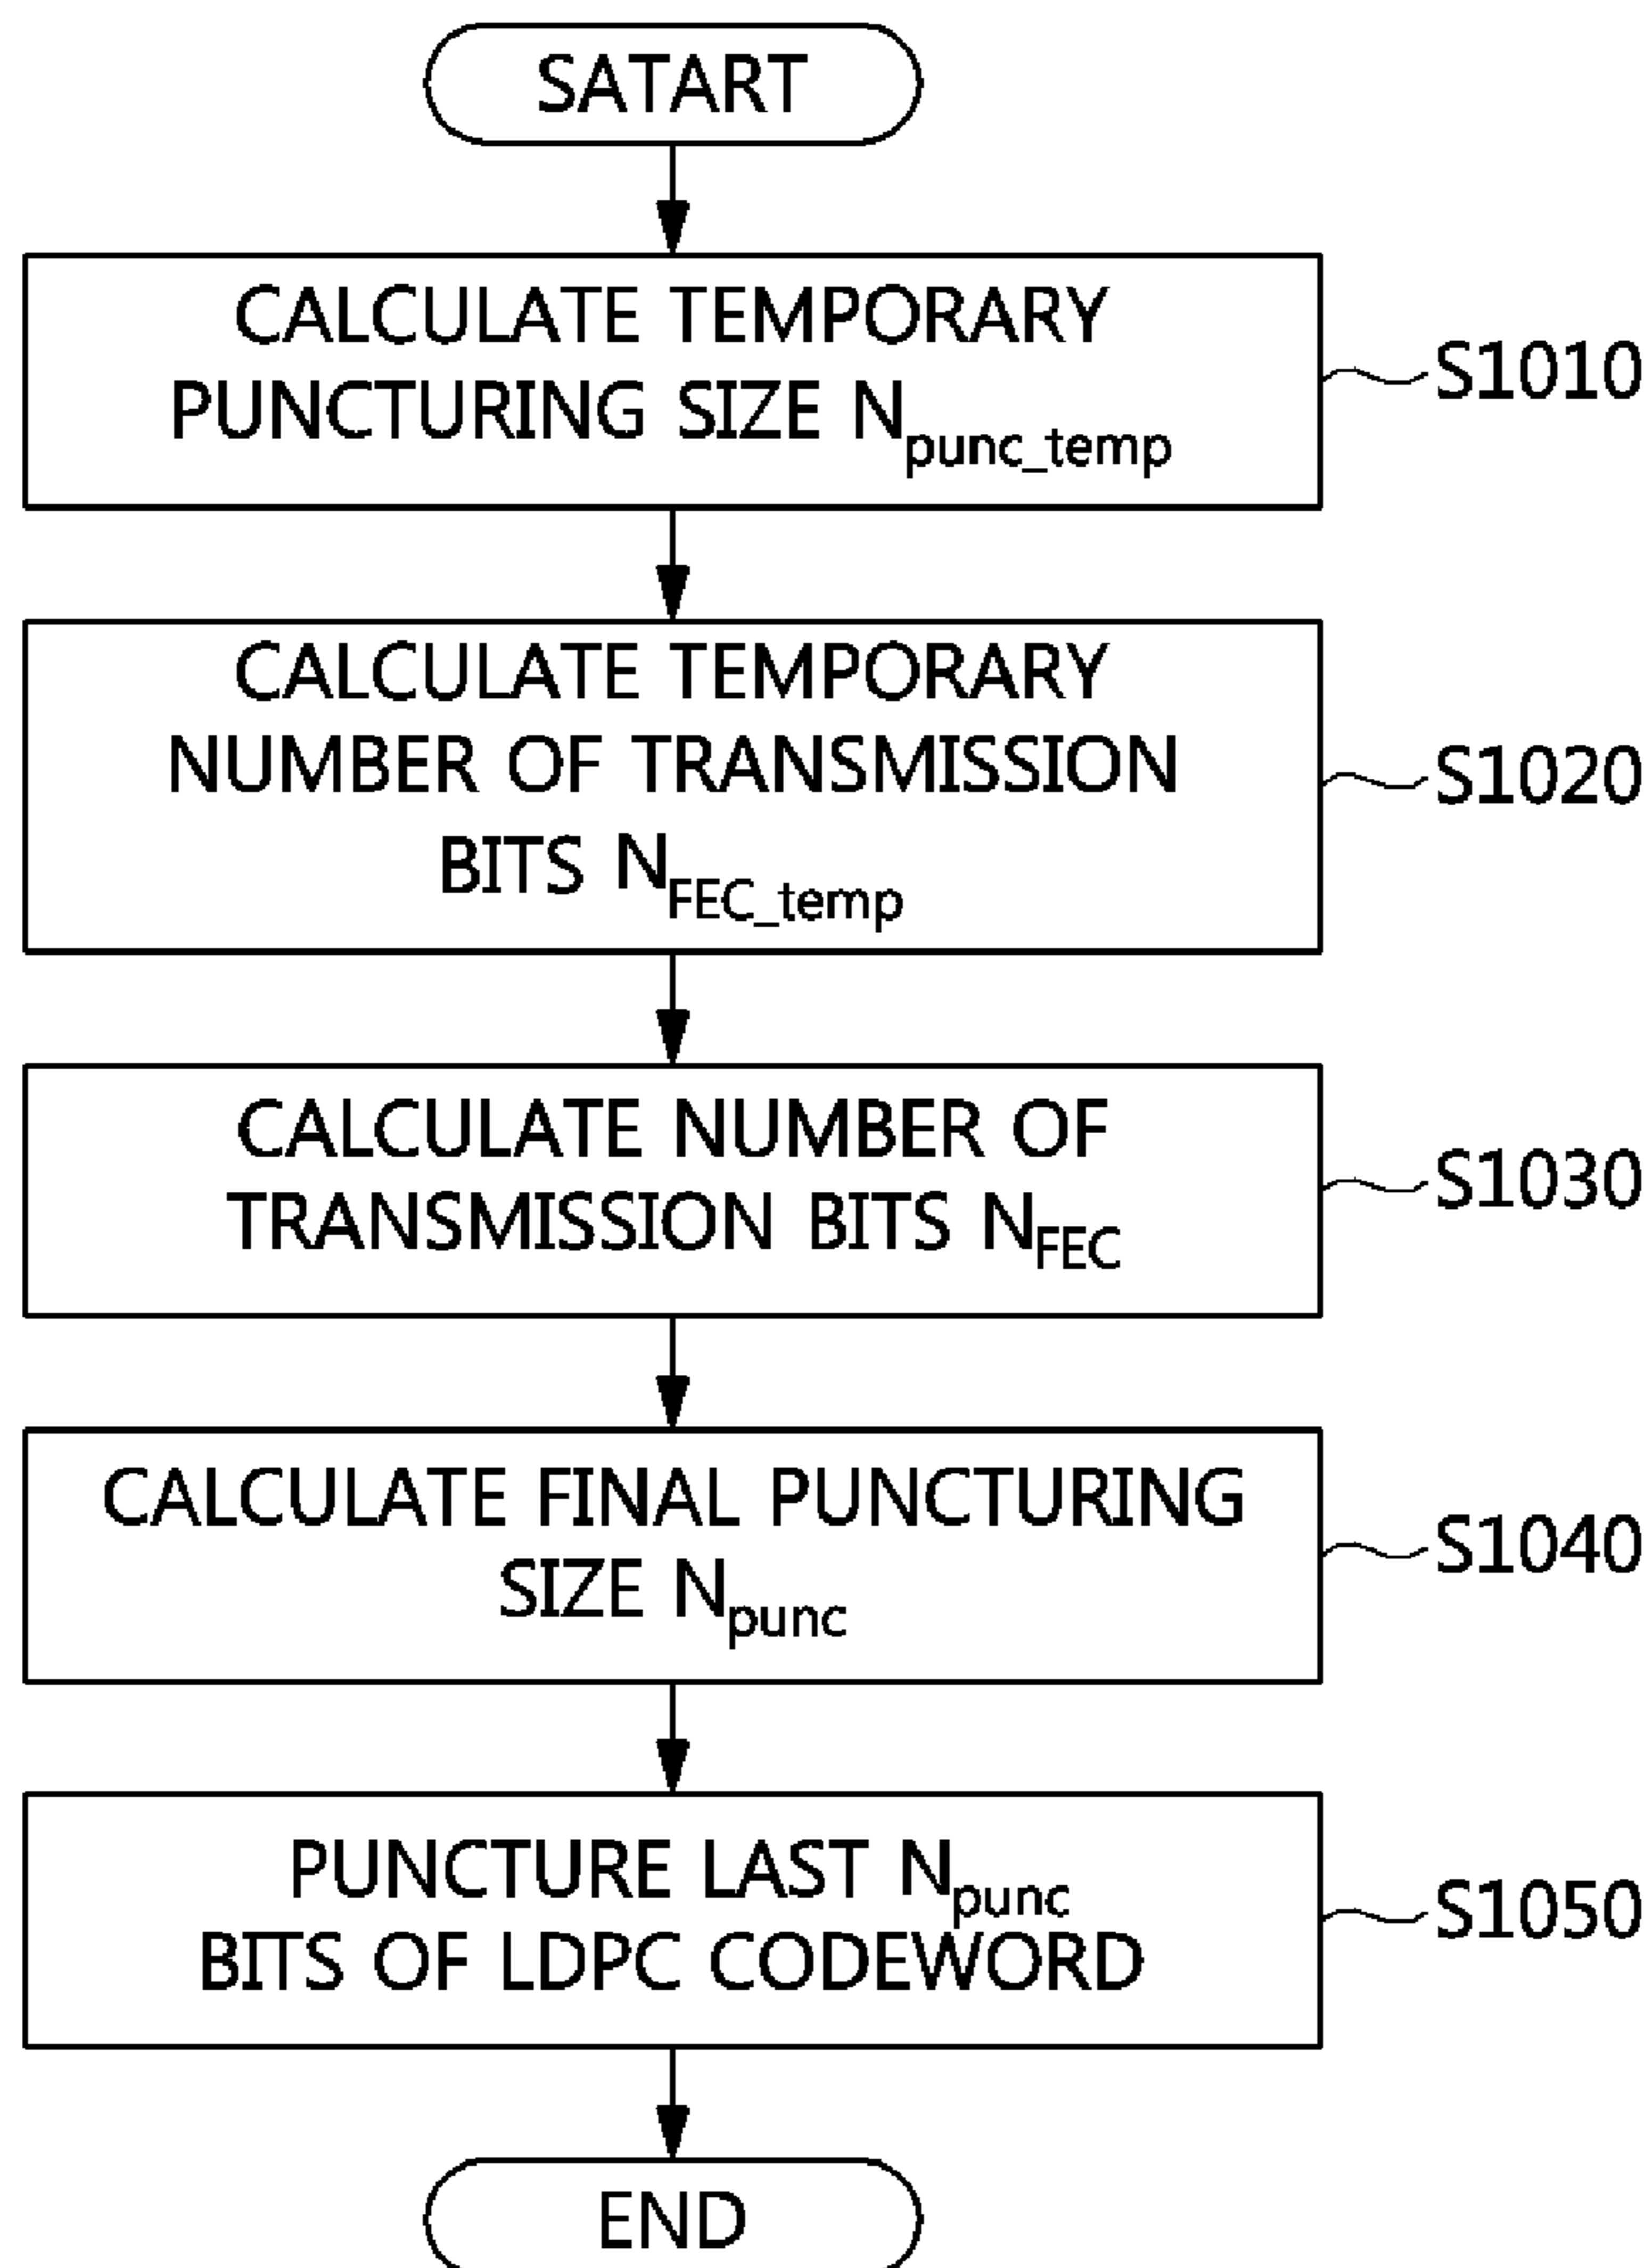 SATART
CALCULATE TEMPORARY
PUNCTURING SIZE Npunc_temp
S1010
CALCULATE TEMPORARY
NUMBER OF TRANSMISSION
BITS NFEC_temp
S1020
CALCULATE NUMBER OF
TRANSMISSION BITS NFEC
S1030
CALCULATE FINAL PUNCTURING
SIZE Npunc
S1040
PUNCTURE LAST Npunc
BITS OF LDPC CODEWORD
S1050
END